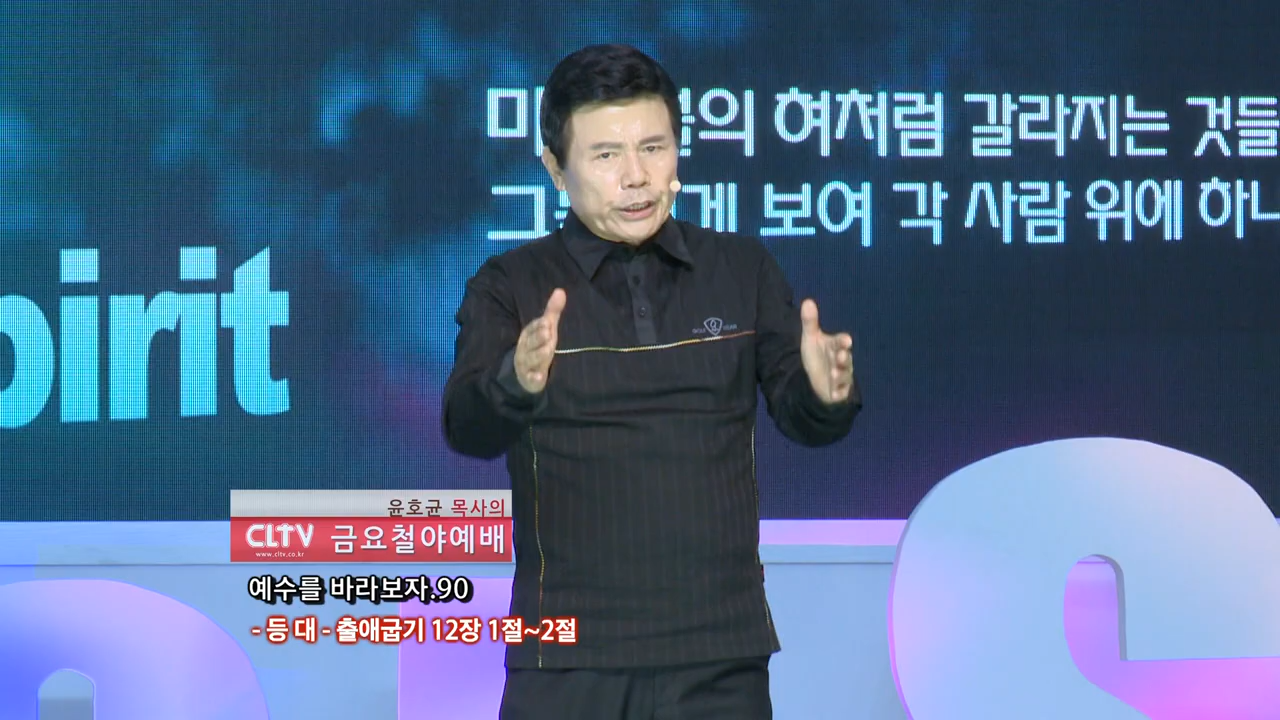 의 혀처럼 갈라지는 것들
보여 각 사람 위에 하나
pirit
윤호균 목사의
CLTV 금요철야예배
www.cltv.co.kr
예수를 바라보자.90
- 등 대 - 출애굽기 12장 1절~2절